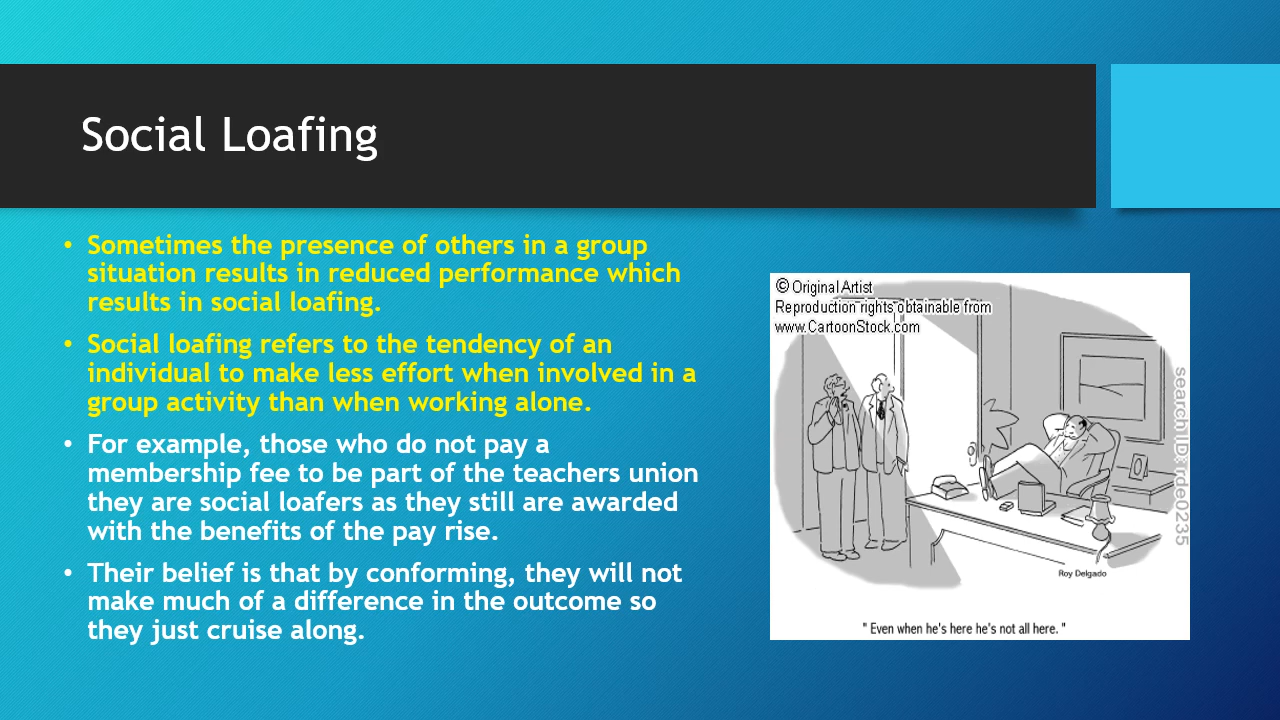 Social Loafing
• Sometimes the presence of others in a group
situation results in reduced performance which
results in social loafing.
• Social loafing refers to the tendency of an
individual to make less effort when involved in a
group activity than when working alone.
• For example, those who do not pay a
membership fee to be part of the teachers union
they are social loafers as they still are awarded
with the benefits of the pay rise.
• Their belief is that by conforming, they will not
make much of a difference in the outcome so
they just cruise along.
© Original Artist
Reproduction rights obtainable from
www.CartoonStock.com
search ID: rde0235
Roy Delgado
" Even when he's here he's not all here. "